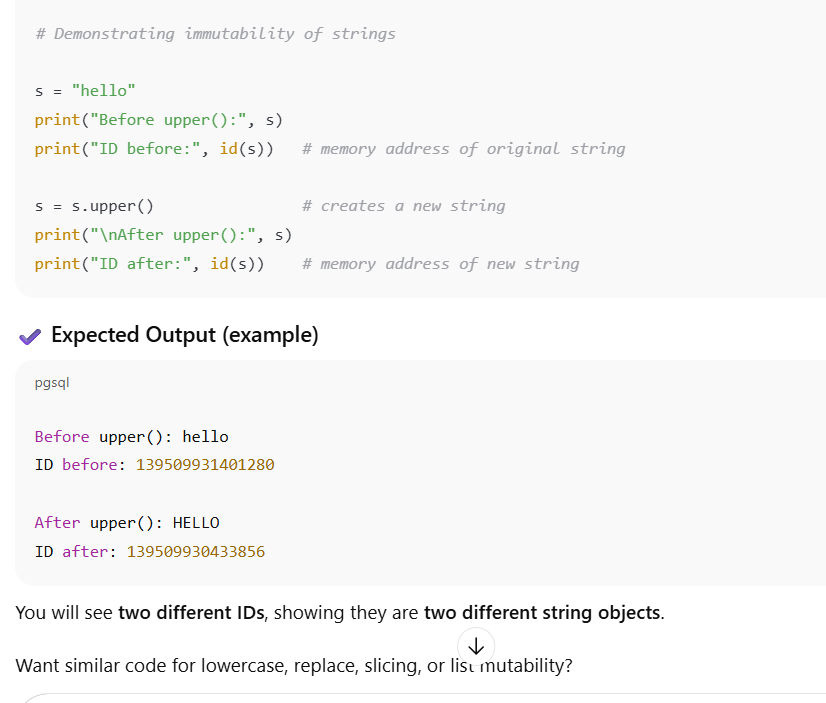 # Demonstrating immutability of strings
s = "hello"
print("Before upper():", s)
print("ID before:", id(s))   # memory address of original string
s = s.upper()                # creates a new string
print("\nAfter upper():", s)
print("ID after:", id(s))    # memory address of new string
Expected Output (example)
pgsql
Before upper(): hello
ID before: 139509931401280
After upper(): HELLO
ID after: 139509930433856
You will see two different IDs, showing they are two different string objects.
Want similar code for lowercase, replace, slicing, or list mutability?